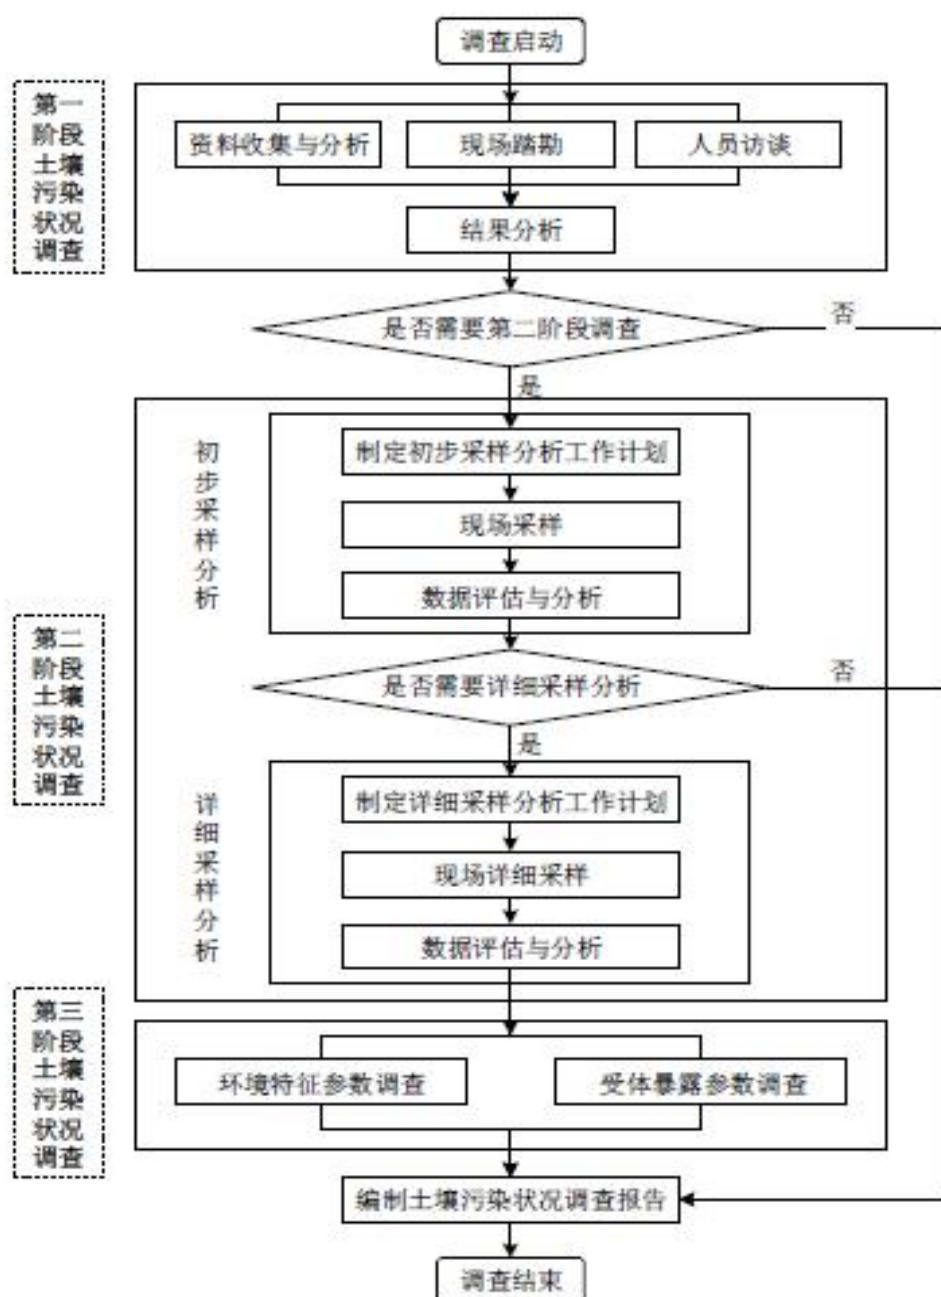 调查启动
第一
阶段
土壤
污染
状况
调查
资料收集与分析
现场踏勘
人员访谈
结果分析
是否需要第二阶段调查
否
是
初
步
采
样
分
析
制定初步采样分析工作计划
现场采样
数据评估与分析
第二
阶段
土壤
污染
状况
调查
是否需要详细采样分析
否
是
详
细
采
样
分
析
制定详细采样分析工作计划
现场详细采样
数据评估与分析
第三
阶段
土壤
污染
状况
调查
环境特征参数调查
受体暴露参数调查
编制土壤污染状况调查报告
调查结束